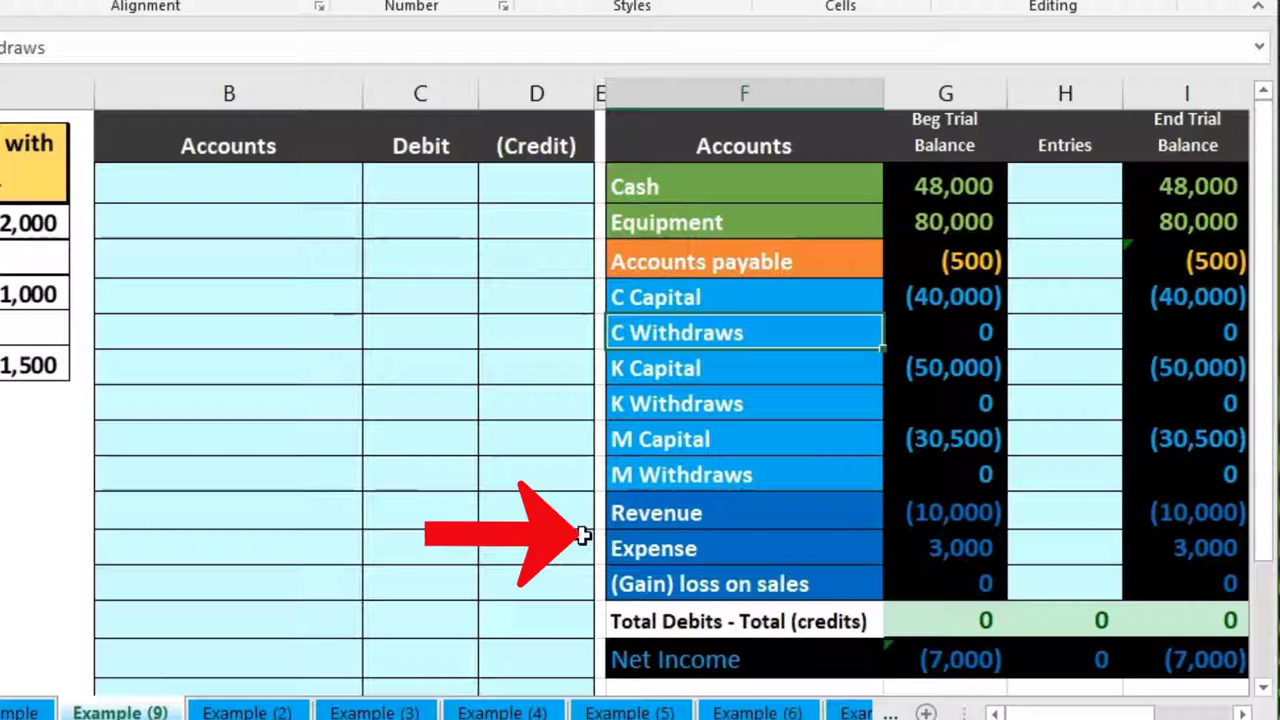 Alignment Number Styles Cells Editing
draws
B C D E F G H I
with Accounts Debit (Credit) Accounts Beg Trial Balance Entries End Trial Balance
Cash 48,000 48,000
2,000 Equipment 80,000 80,000
Accounts payable (500) (500)
1,000 C Capital (40,000) (40,000)
C Withdraws 0 0
1,500 K Capital (50,000) (50,000)
K Withdraws 0 0
M Capital (30,500) (30,500)
M Withdraws 0 0
Revenue (10,000) (10,000)
Expense 3,000 3,000
(Gain) loss on sales 0 0
Total Debits - Total (credits) 0 0 0
Net Income (7,000) 0 (7,000)
mple Example (9) Example (2) Example (3) Example (4) Example (5) Example (6) Exar ...